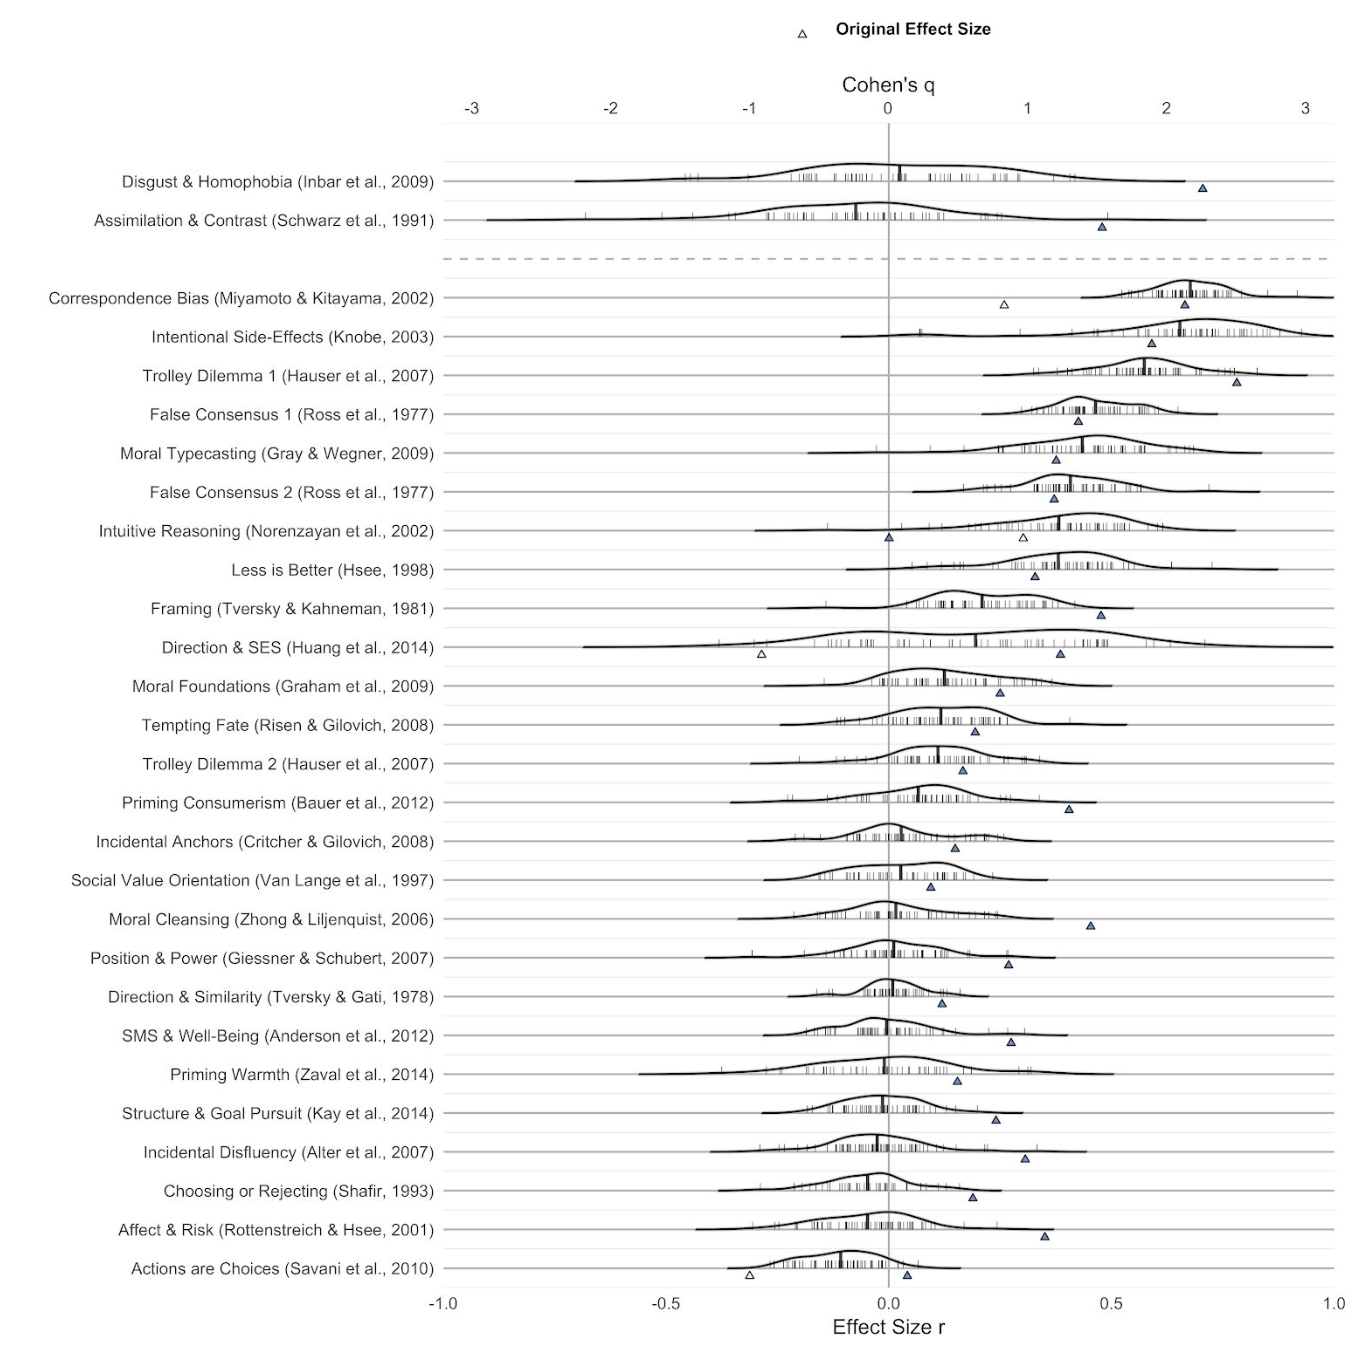 Original Effect Size
Cohen's q
-3 -2 -1 0 1 2 3
Disgust & Homophobia (Inbar et al., 2009)
Assimilation & Contrast (Schwarz et al., 1991)
Correspondence Bias (Miyamoto & Kitayama, 2002)
Intentional Side-Effects (Knobe, 2003)
Trolley Dilemma 1 (Hauser et al., 2007)
False Consensus 1 (Ross et al., 1977)
Moral Typecasting (Gray & Wegner, 2009)
False Consensus 2 (Ross et al., 1977)
Intuitive Reasoning (Norenzayan et al., 2002)
Less is Better (Hsee, 1998)
Framing (Tversky & Kahneman, 1981)
Direction & SES (Huang et al., 2014)
Moral Foundations (Graham et al., 2009)
Tempting Fate (Risen & Gilovich, 2008)
Trolley Dilemma 2 (Hauser et al., 2007)
Priming Consumerism (Bauer et al., 2012)
Incidental Anchors (Critcher & Gilovich, 2008)
Social Value Orientation (Van Lange et al., 1997)
Moral Cleansing (Zhong & Liljenquist, 2006)
Position & Power (Giessner & Schubert, 2007)
Direction & Similarity (Tversky & Gati, 1978)
SMS & Well-Being (Anderson et al., 2012)
Priming Warmth (Zaval et al., 2014)
Structure & Goal Pursuit (Kay et al., 2014)
Incidental Disfluency (Alter et al., 2007)
Choosing or Rejecting (Shafir, 1993)
Affect & Risk (Rottenstreich & Hsee, 2001)
Actions are Choices (Savani et al., 2010)
-1.0 -0.5 0.0 0.5 1.0
Effect Size r